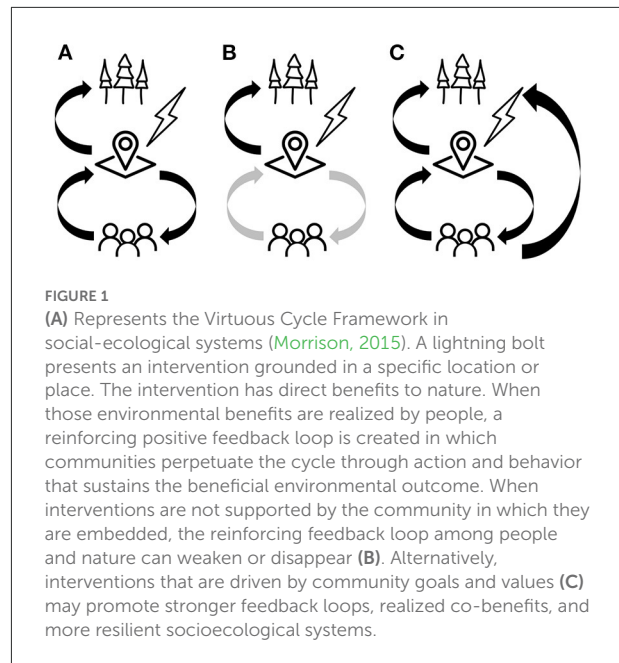 A B C
FIGURE 1
(A) Represents the Virtuous Cycle Framework in
social-ecological systems (Morrison, 2015). A lightning bolt
presents an intervention grounded in a specific location or
place. The intervention has direct benefits to nature. When
those environmental benefits are realized by people, a
reinforcing positive feedback loop is created in which
communities perpetuate the cycle through action and behavior
that sustains the beneficial environmental outcome. When
interventions are not supported by the community in which they
are embedded, the reinforcing feedback loop among people
and nature can weaken or disappear (B). Alternatively,
interventions that are driven by community goals and values (C)
may promote stronger feedback loops, realized co-benefits, and
more resilient socioecological systems.